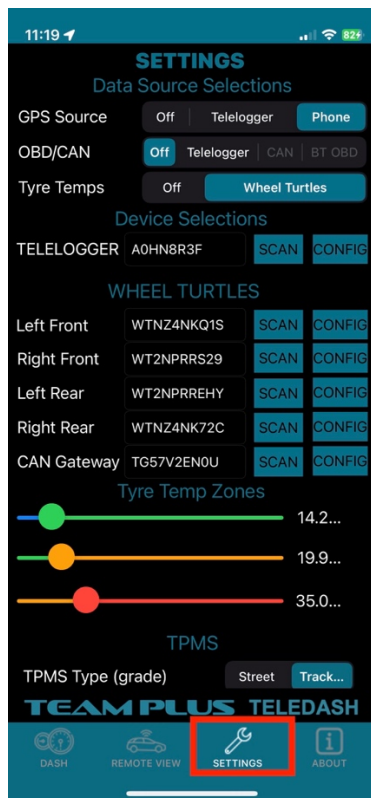 11:19 82
SETTINGS
Data Source Selections
GPS Source Off Telelogger Phone
OBD/CAN Off Telelogger CAN BT OBD
Tyre Temps Off Wheel Turtles
Device Selections
TELELOGGER A0HN8R3F SCAN CONFIG
WHEEL TURTLES
Left Front WTNZ4NKQ1S SCAN CONFIG
Right Front WT2NPRRS29 SCAN CONFIG
Left Rear WT2NPRREHY SCAN CONFIG
Right Rear WTNZ4NK72C SCAN CONFIG
CAN Gateway TG57V2EN0U SCAN CONFIG
Tyre Temp Zones
14.2...
19.9...
35.0...
TPMS
TPMS Type (grade) Street Track...
TEAM PLUS TELEDASH
DASH REMOTE VIEW SETTINGS ABOUT